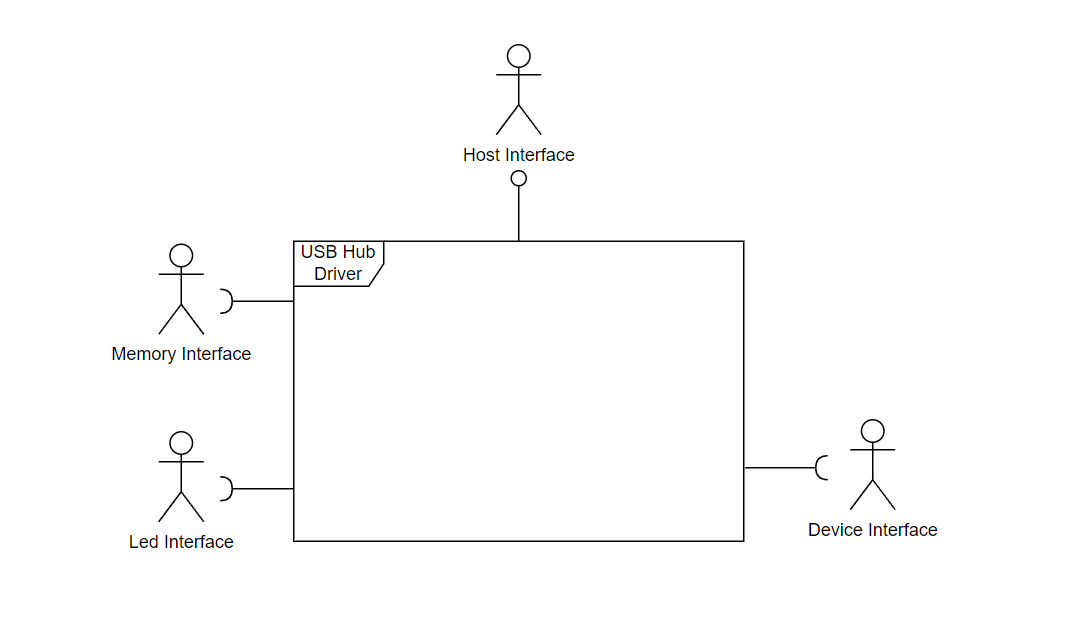 Host Interface
USB Hub
Driver
Memory Interface
Led Interface
Device Interface